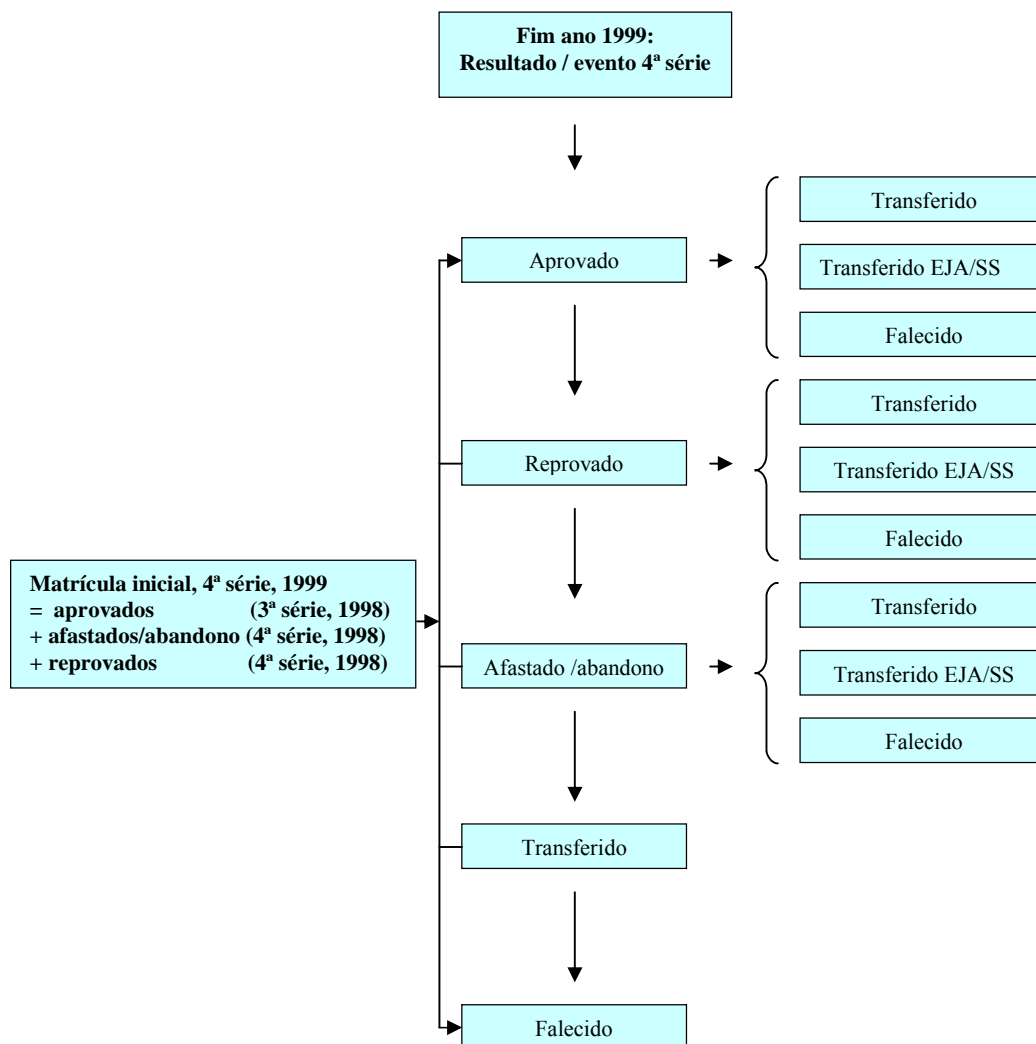 Fim ano 1999:
Resultado / evento 4ª série
Transferido
Aprovado
Transferido EJA/SS
Falecido
Transferido
Reprovado
Transferido EJA/SS
Falecido
Matrícula inicial, 4ª série, 1999
= aprovados (3ª série, 1998)
+ afastados/abandono (4ª série, 1998)
+ reprovados (4ª série, 1998)
Transferido
Afastado /abandono
Transferido EJA/SS
Falecido
Transferido
Falecido